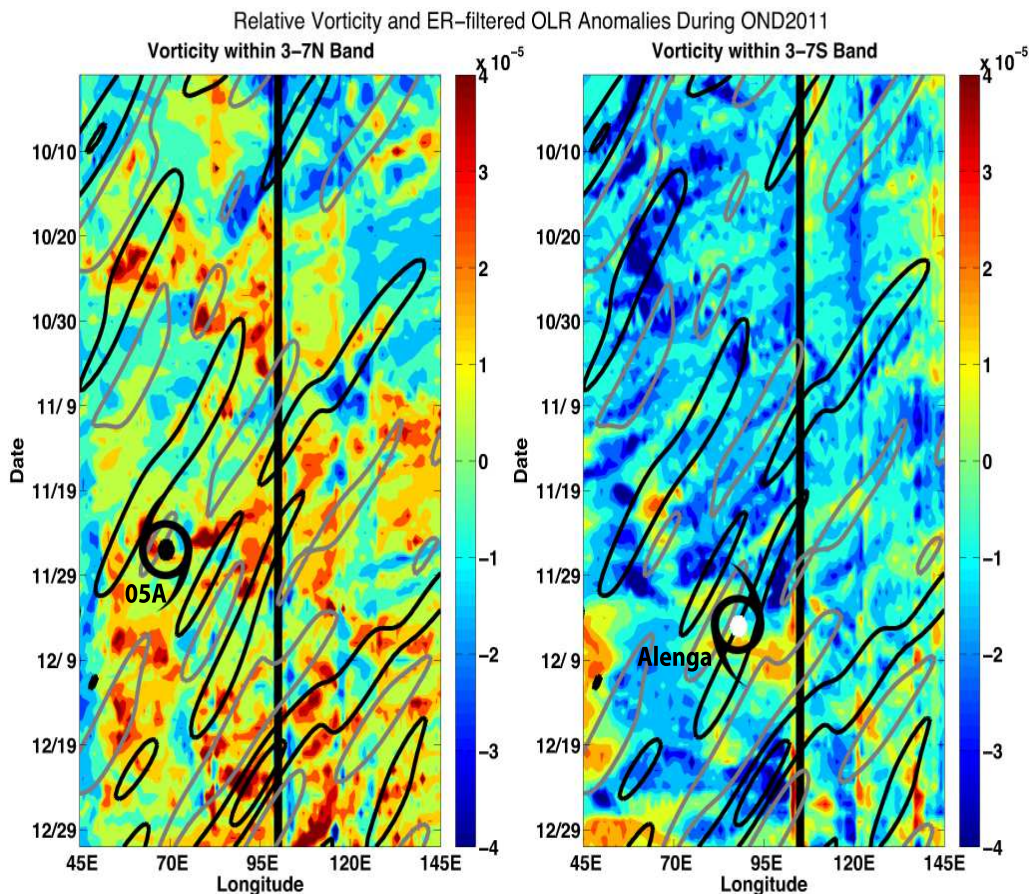 Relative Vorticity and ER−filtered OLR Anomalies During OND2011
Vorticity within 3−7N Band
Vorticity within 3−7S Band
x 10⁻⁵
x 10⁻⁵
4
3
2
1
0
−1
−2
−3
−4
4
3
2
1
0
−1
−2
−3
−4
10/10
10/20
10/30
11/ 9
11/19
11/29
12/ 9
12/19
12/29
10/10
10/20
10/30
11/ 9
11/19
11/29
12/ 9
12/19
12/29
Date
Date
05A
Alenga
45E 70E 95E 120E 145E
45E 70E 95E 120E 145E
Longitude
Longitude